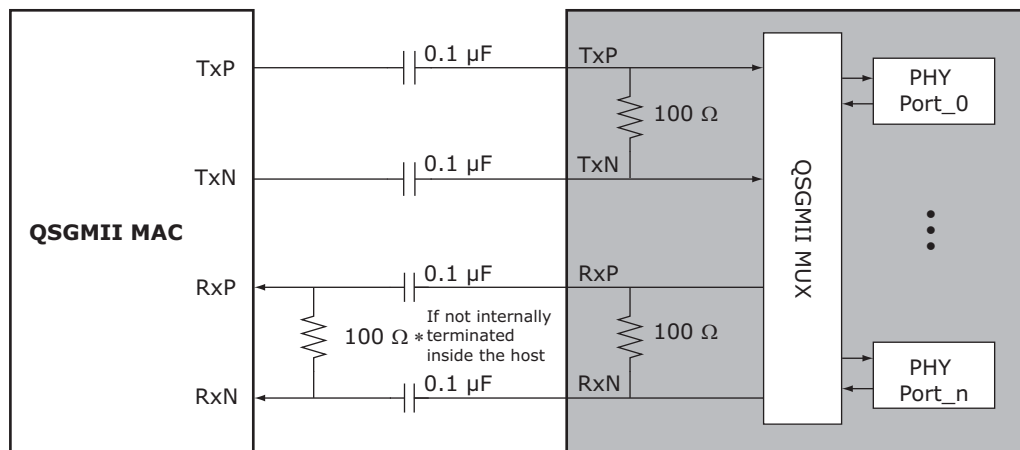 TxP
0.1 µF
TxP
100 Ω
PHY
Port_0
TxN
0.1 µF
TxN
QSGMII MAC
QSGMII MUX
RxP
0.1 µF
RxP
100 Ω *
If not internally
terminated
inside the host
100 Ω
RxN
0.1 µF
RxN
PHY
Port_n